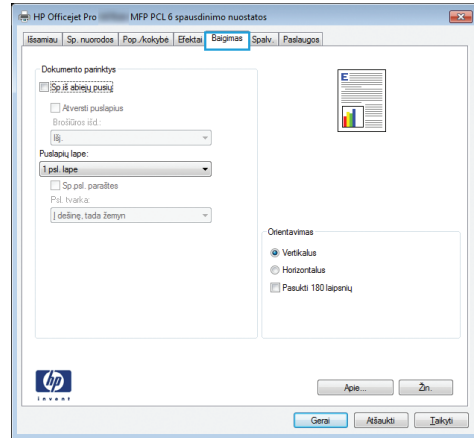 HP Officejet Pro MFP PCL 6 spausdinimo nuostatos
Išsamiau Sp. nuorodos Pop./kokybė Efektai Baigimas Spalv. Paslaugos
Dokumento parinktys
Sp.iš abiejų pusių
Atversti puslapius
Brošiūros išd.:
Išj.
Puslapių lape:
1 psl. lape
Sp.psl. paraštes
Psl. tvarka:
Į dešinę, tada žemyn
E
Orientavimas
Vertikalus
Horizontalus
Pasukti 180 laipsnių
hp
invent
Apie... Žin.
Gerai Atšaukti Taikyti